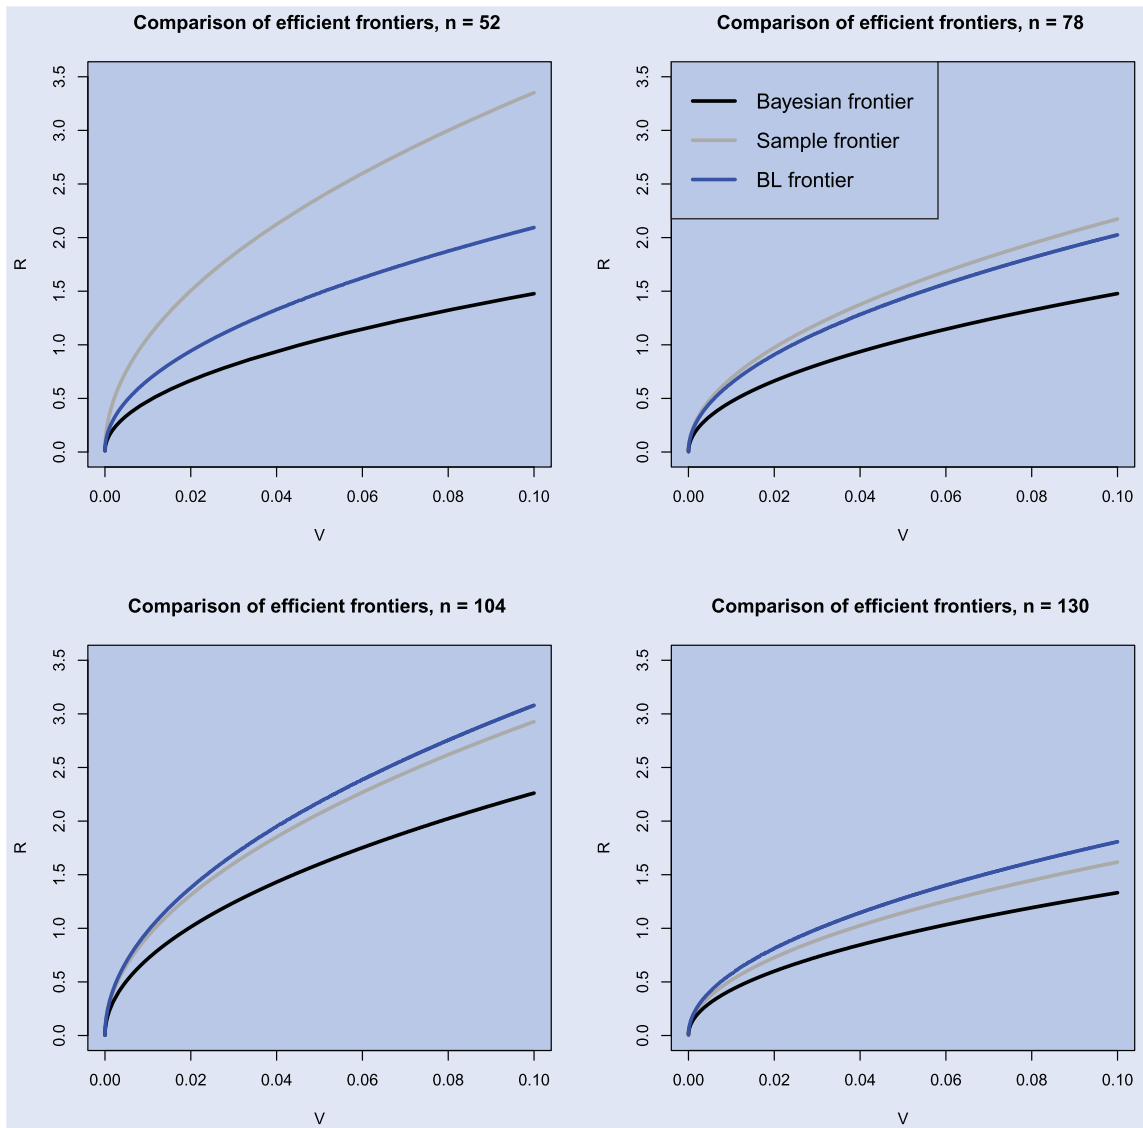 Comparison of efficient frontiers, n = 52
3.5
3.0
2.5
2.0
1.5
1.0
0.5
0.0
R
0.00 0.02 0.04 0.06 0.08 0.10
V
Comparison of efficient frontiers, n = 78
3.5
3.0
2.5
2.0
1.5
1.0
0.5
0.0
R
Bayesian frontier
Sample frontier
BL frontier
0.00 0.02 0.04 0.06 0.08 0.10
V
Comparison of efficient frontiers, n = 104
3.5
3.0
2.5
2.0
1.5
1.0
0.5
0.0
R
0.00 0.02 0.04 0.06 0.08 0.10
V
Comparison of efficient frontiers, n = 130
3.5
3.0
2.5
2.0
1.5
1.0
0.5
0.0
R
0.00 0.02 0.04 0.06 0.08 0.10
V